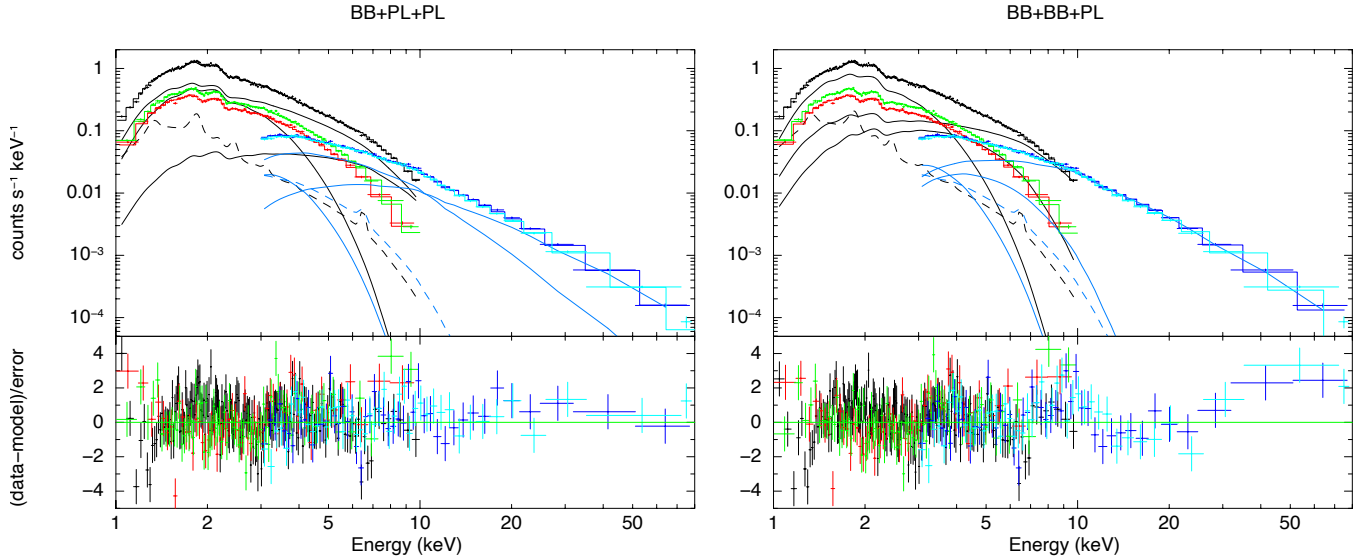 BB+PL+PL
BB+BB+PL
counts s⁻¹ keV⁻¹
1
0.1
0.01
10⁻³
10⁻⁴
1
0.1
0.01
10⁻³
10⁻⁴
(data−model)/error
4
2
0
−2
−4
4
2
0
−2
−4
1 2 5 10 20 50
1 2 5 10 20 50
Energy (keV)
Energy (keV)